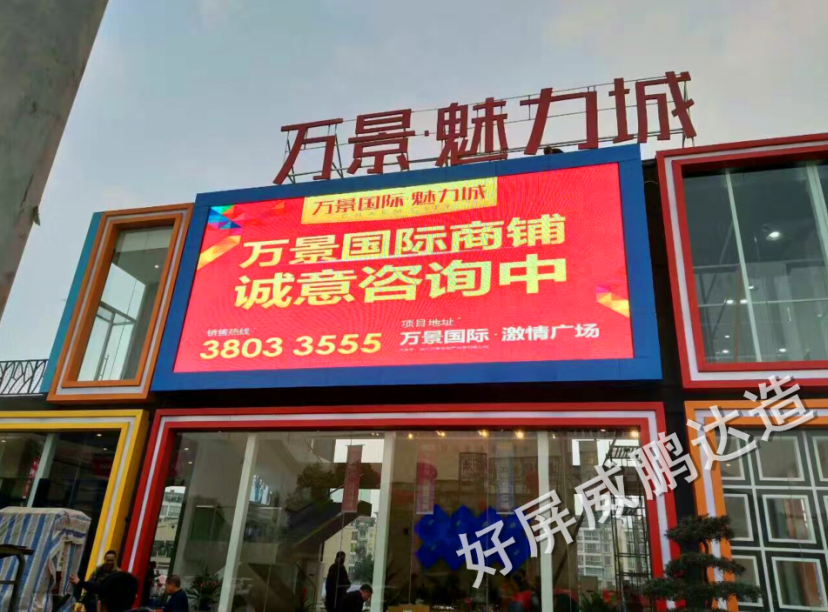 万景·魅力城
万景国际·魅力城
万景国际商铺
诚意咨询中
销售热线
3803 3555
项目地址
万景国际·激情广场
好屏威鹏达造